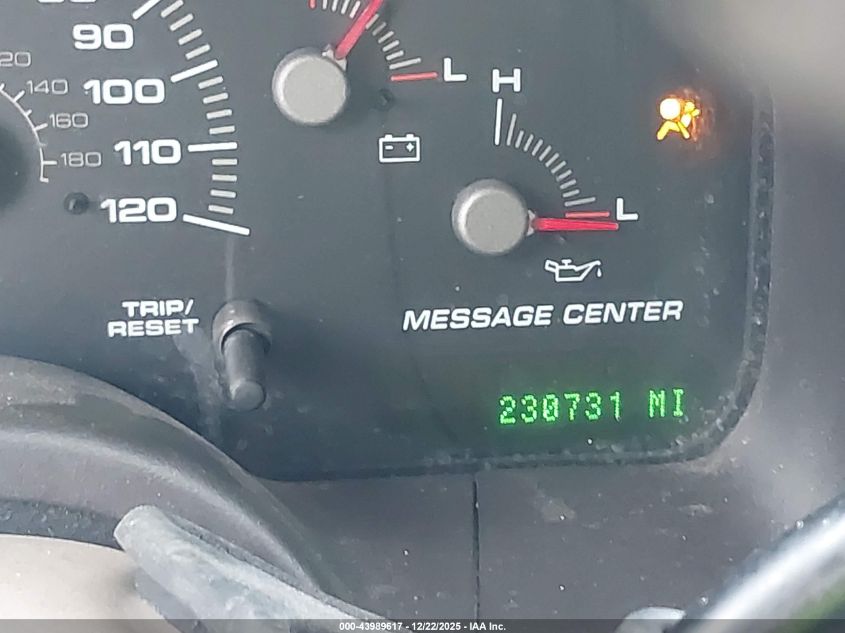 90
100
110
120
140
160
180
L
H
L
TRIP/
RESET
MESSAGE CENTER
230731 MI
000-43989617 - 12/22/2025 - IAA Inc.